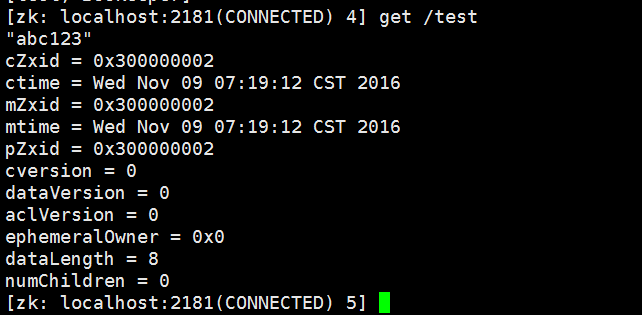 [zk: localhost:2181(CONNECTED) 4] get /test
"abc123"
cZxid = 0x300000002
ctime = Wed Nov 09 07:19:12 CST 2016
mZxid = 0x300000002
mtime = Wed Nov 09 07:19:12 CST 2016
pZxid = 0x300000002
cversion = 0
dataVersion = 0
aclVersion = 0
ephemeralOwner = 0x0
dataLength = 8
numChildren = 0
[zk: localhost:2181(CONNECTED) 5]